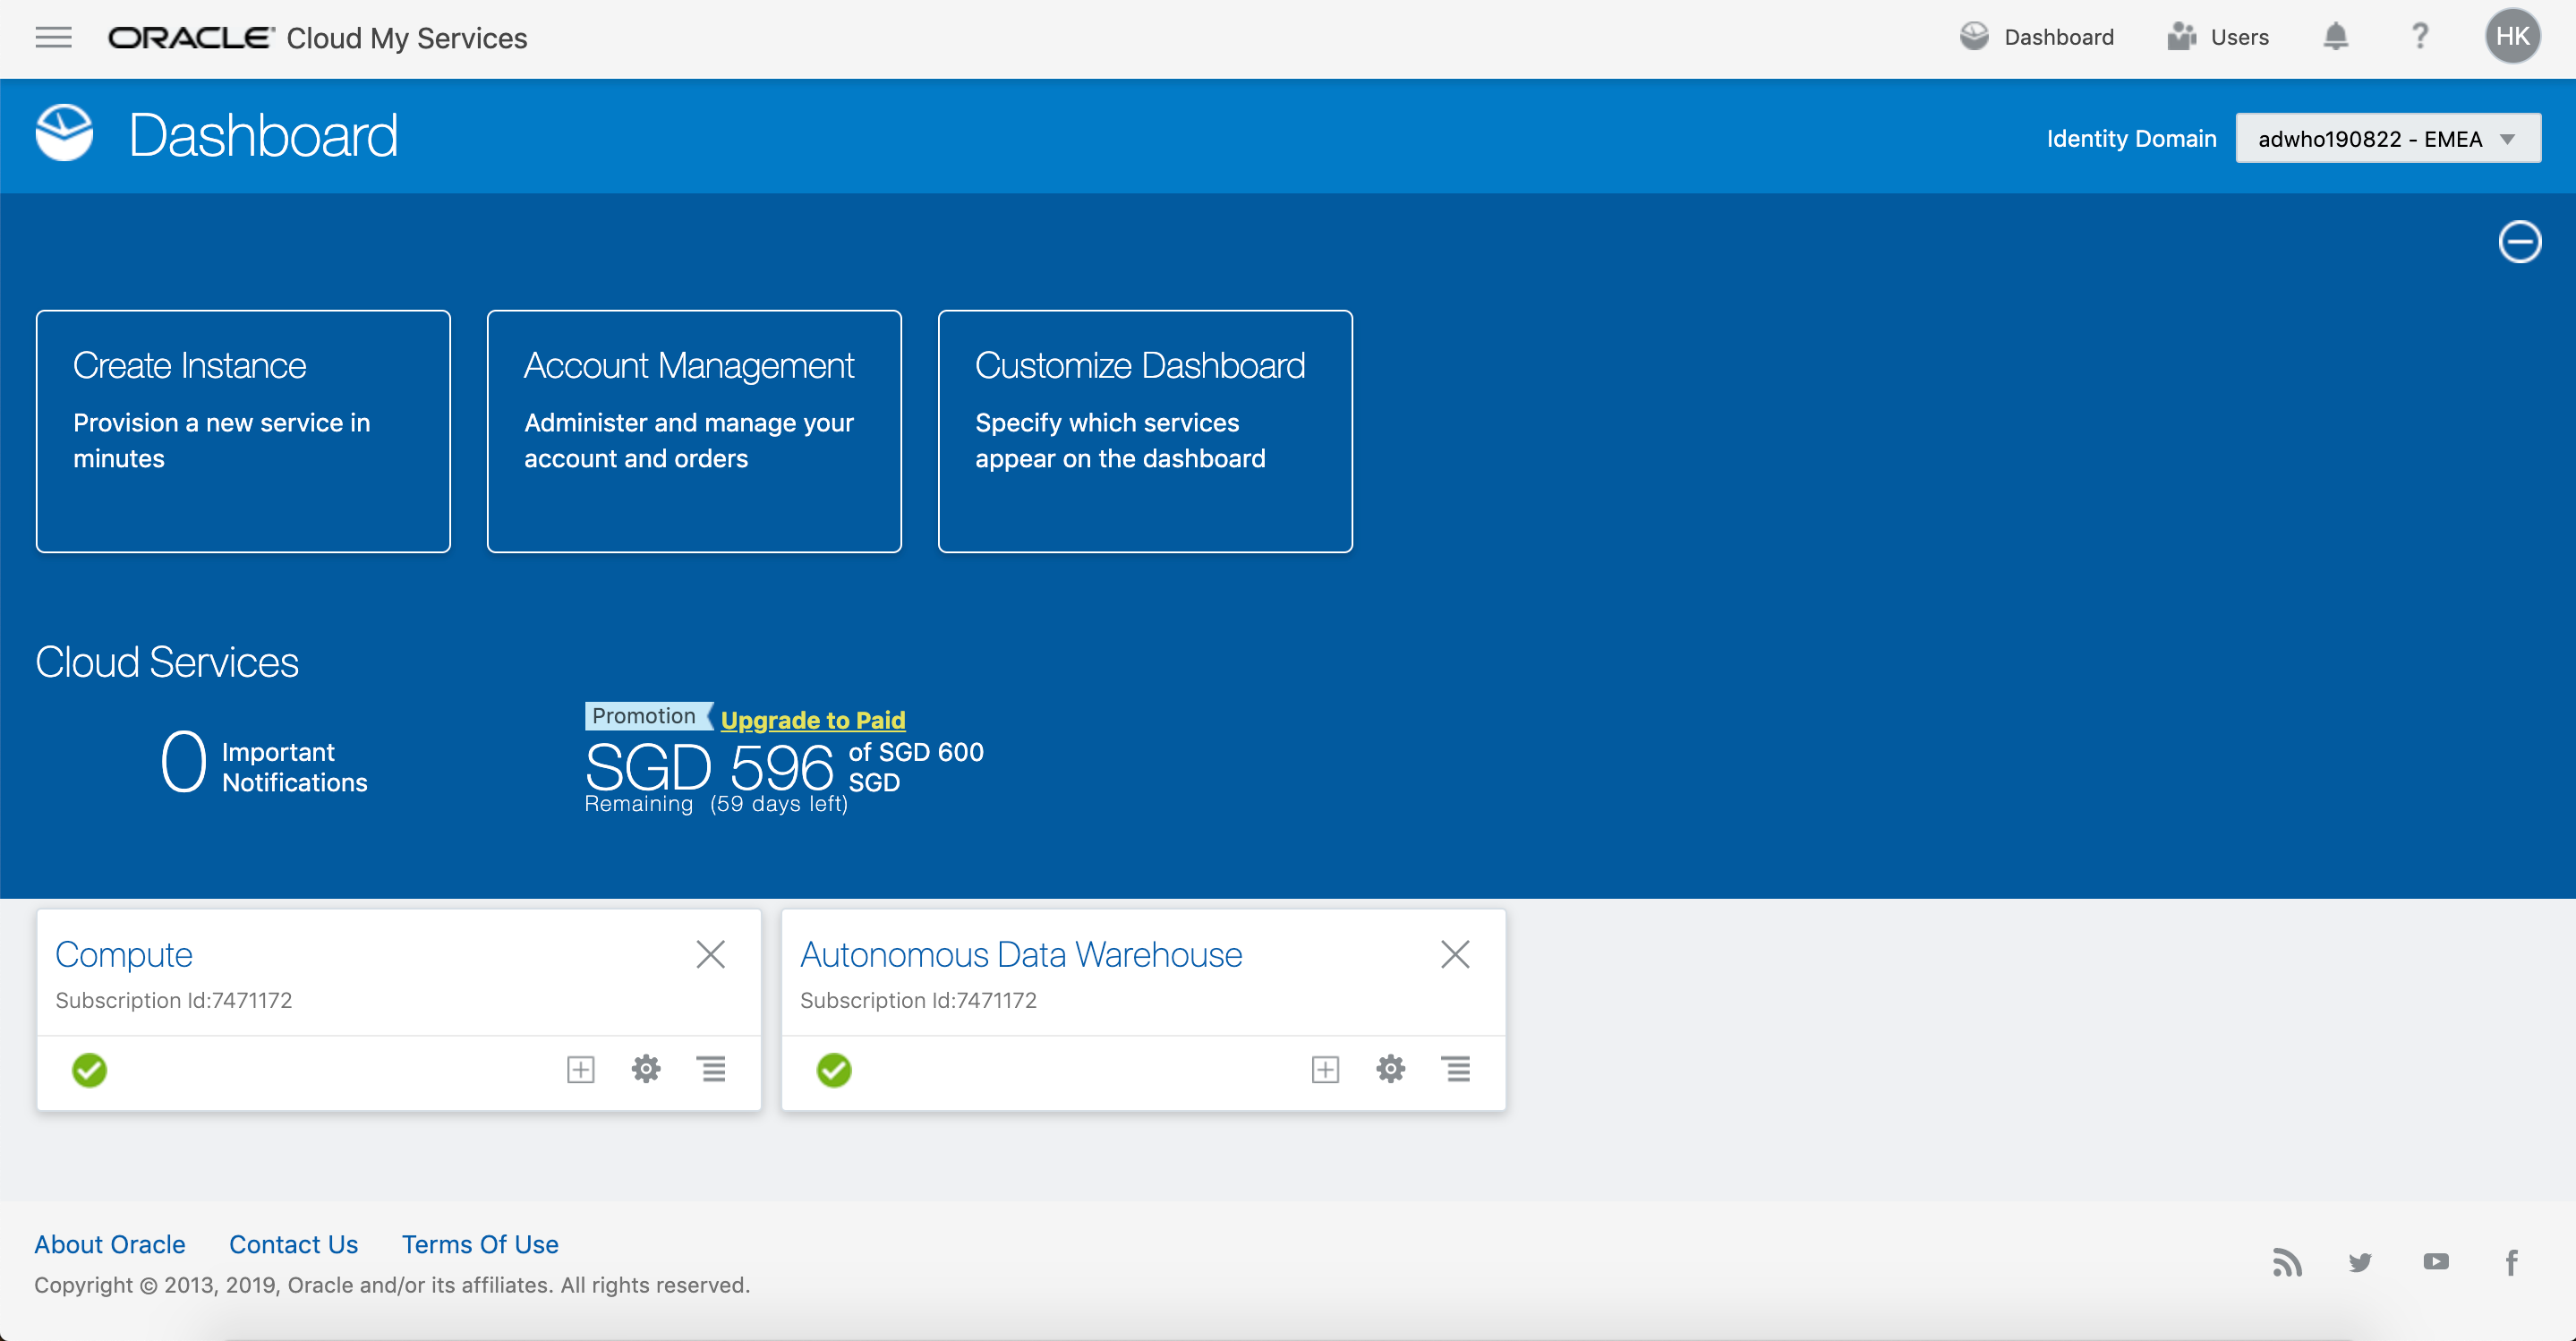 ORACLE® Cloud My Services
Dashboard
Users
?
HK
Dashboard
Identity Domain
adwho190822 - EMEA
Create Instance
Provision a new service in
minutes
Account Management
Administer and manage your
account and orders
Customize Dashboard
Specify which services
appear on the dashboard
Cloud Services
0
Important
Notifications
Promotion
Upgrade to Paid
SGD 596
of SGD 600
SGD
Remaining (59 days left)
Compute
Subscription Id:7471172
Autonomous Data Warehouse
Subscription Id:7471172
About Oracle
Contact Us
Terms Of Use
Copyright © 2013, 2019, Oracle and/or its affiliates. All rights reserved.